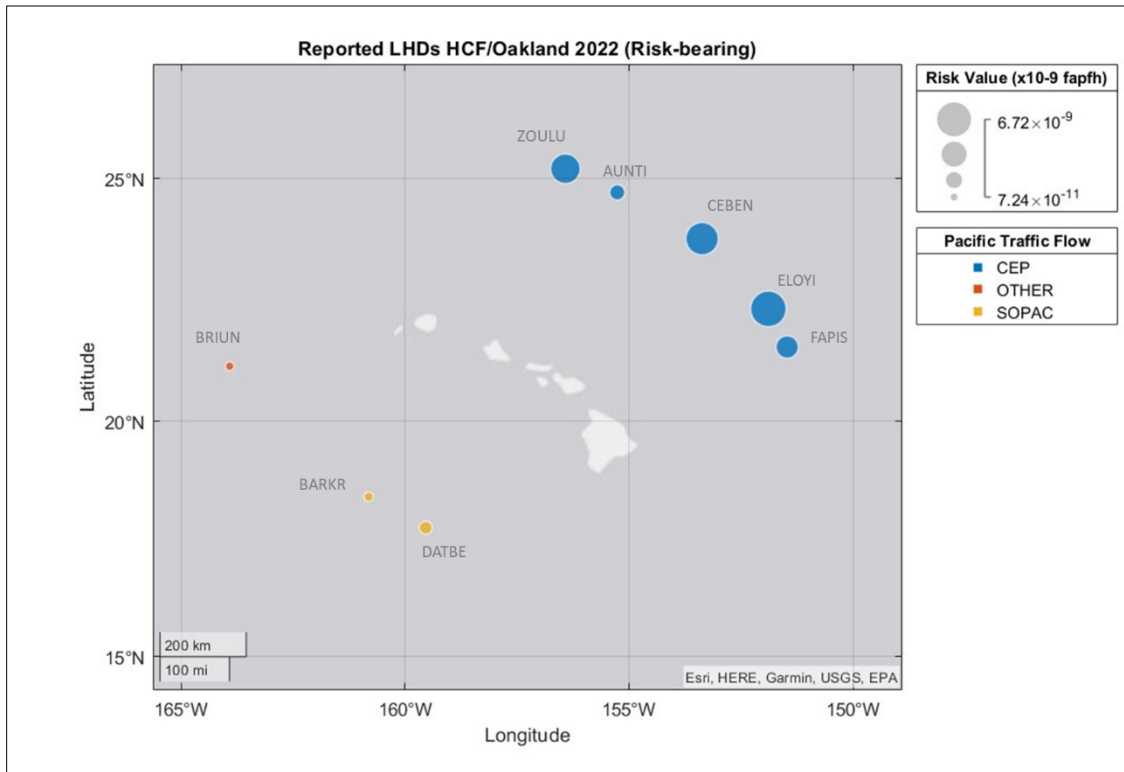 Reported LHDs HCF/Oakland 2022 (Risk-bearing)
Risk Value (x10-9 fapfh)
6.72×10⁻⁹
7.24×10⁻¹¹
Pacific Traffic Flow
CEP
OTHER
SOPAC
ZOULU
AUNTI
CEBEN
ELOYI
FAPIS
BRIUN
BARKR
DATBE
25°N
20°N
15°N
Latitude
200 km
100 mi
Esri, HERE, Garmin, USGS, EPA
165°W 160°W 155°W 150°W
Longitude